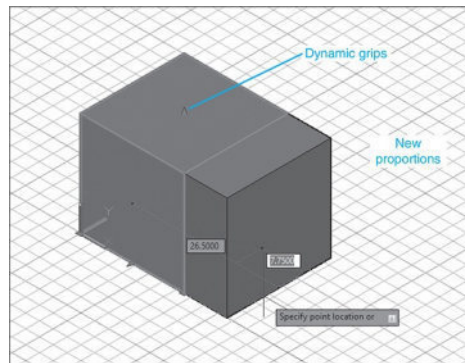 Dynamic grips
New
proportions
26.5000
Specify point location or